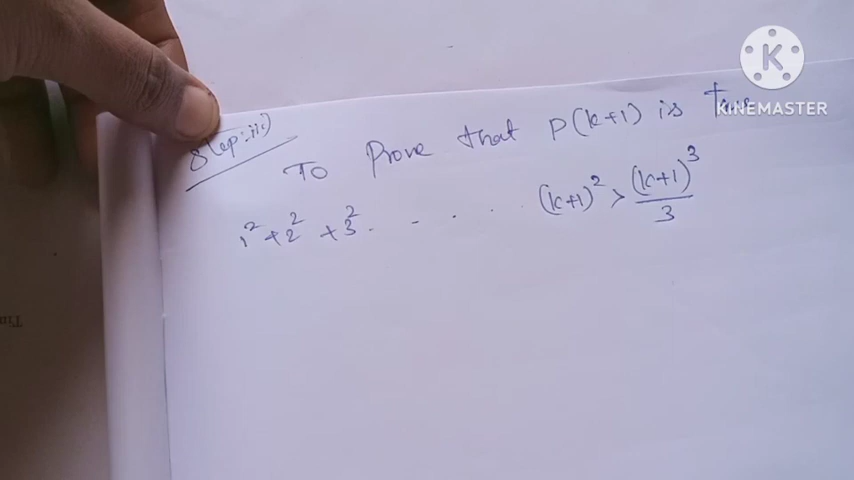 KINEMASTER
Step:iii)
To Prove that P(k+1) is True
1² + 2² + 3² . - . . . (k+1)² > (k+1)³/3